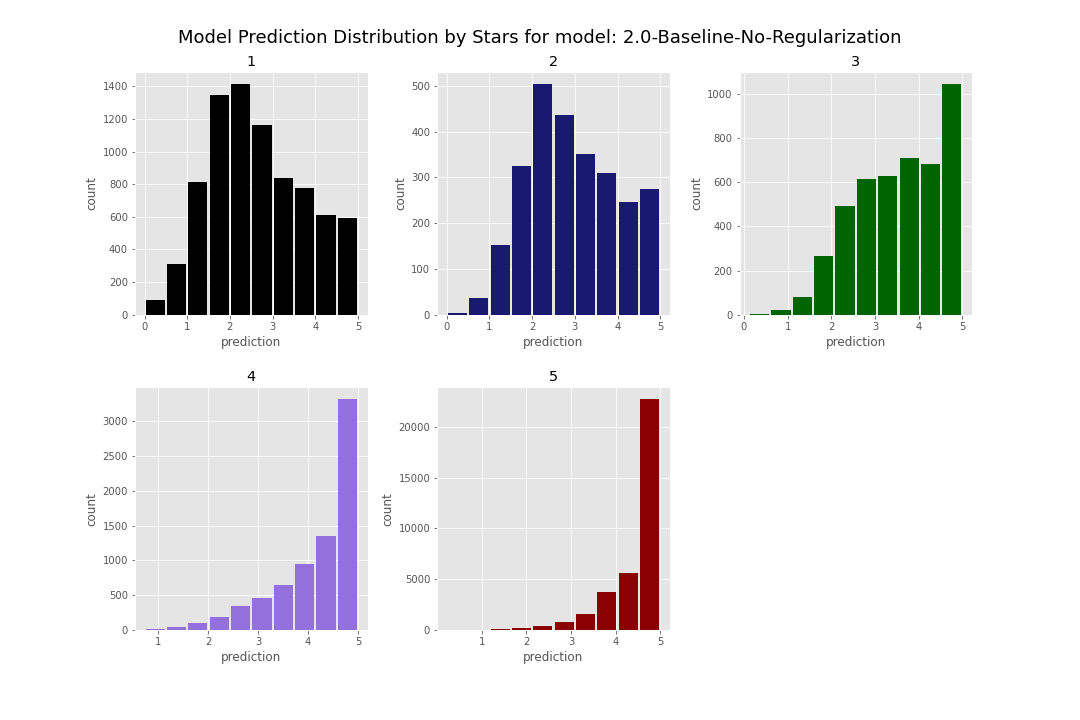 Model Prediction Distribution by Stars for model: 2.0-Baseline-No-Regularization
1
1400
1200
1000
800
600
400
200
0
count
0 1 2 3 4 5
prediction
2
500
400
300
200
100
0
count
0 1 2 3 4 5
prediction
3
1000
800
600
400
200
0
count
0 1 2 3 4 5
prediction
4
3000
2500
2000
1500
1000
500
0
count
1 2 3 4 5
prediction
5
20000
15000
10000
5000
0
count
1 2 3 4 5
prediction